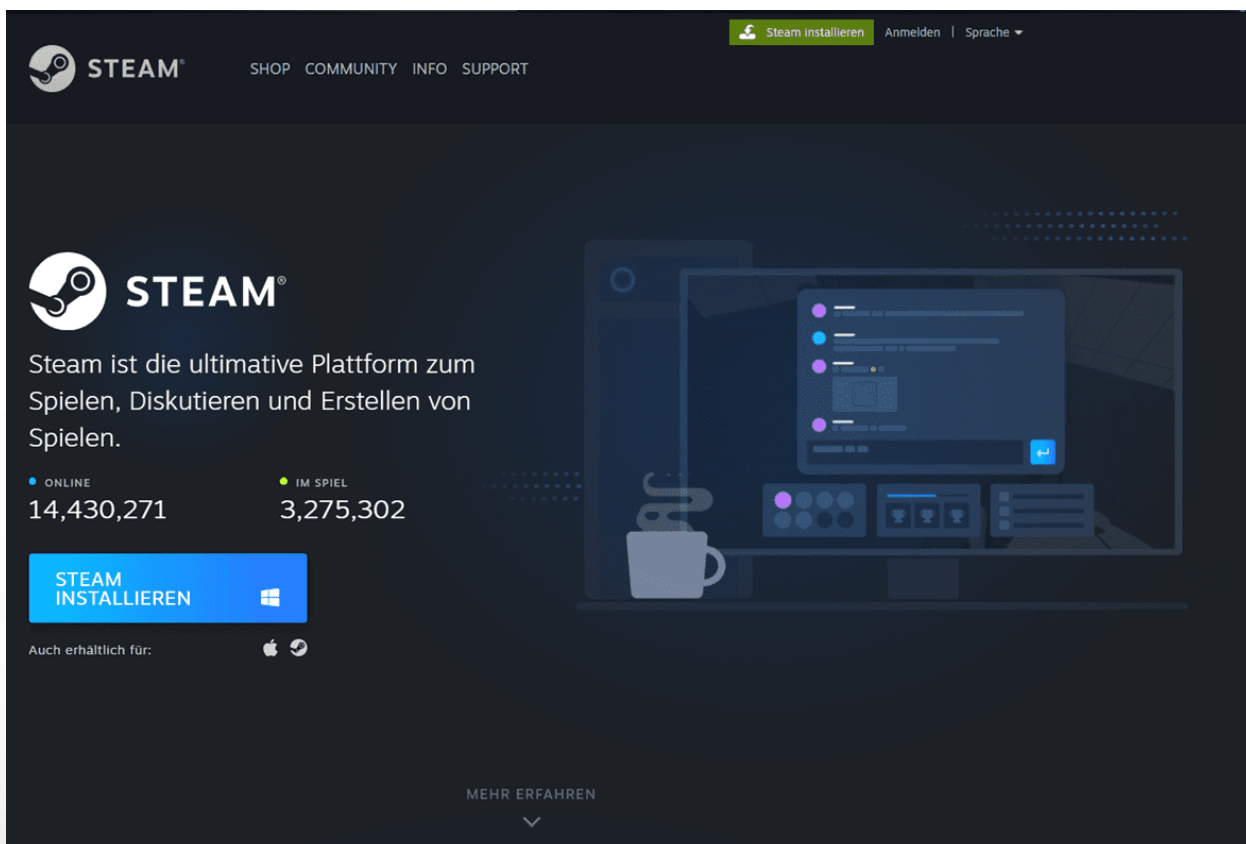 Steam installieren
Anmelden | Sprache
STEAM®
SHOP COMMUNITY INFO SUPPORT
STEAM®
Steam ist die ultimative Plattform zum
Spielen, Diskutieren und Erstellen von
Spielen.
ONLINE
14,430,271
IM SPIEL
3,275,302
STEAM
INSTALLIEREN
Auch erhältlich für:
MEHR ERFAHREN